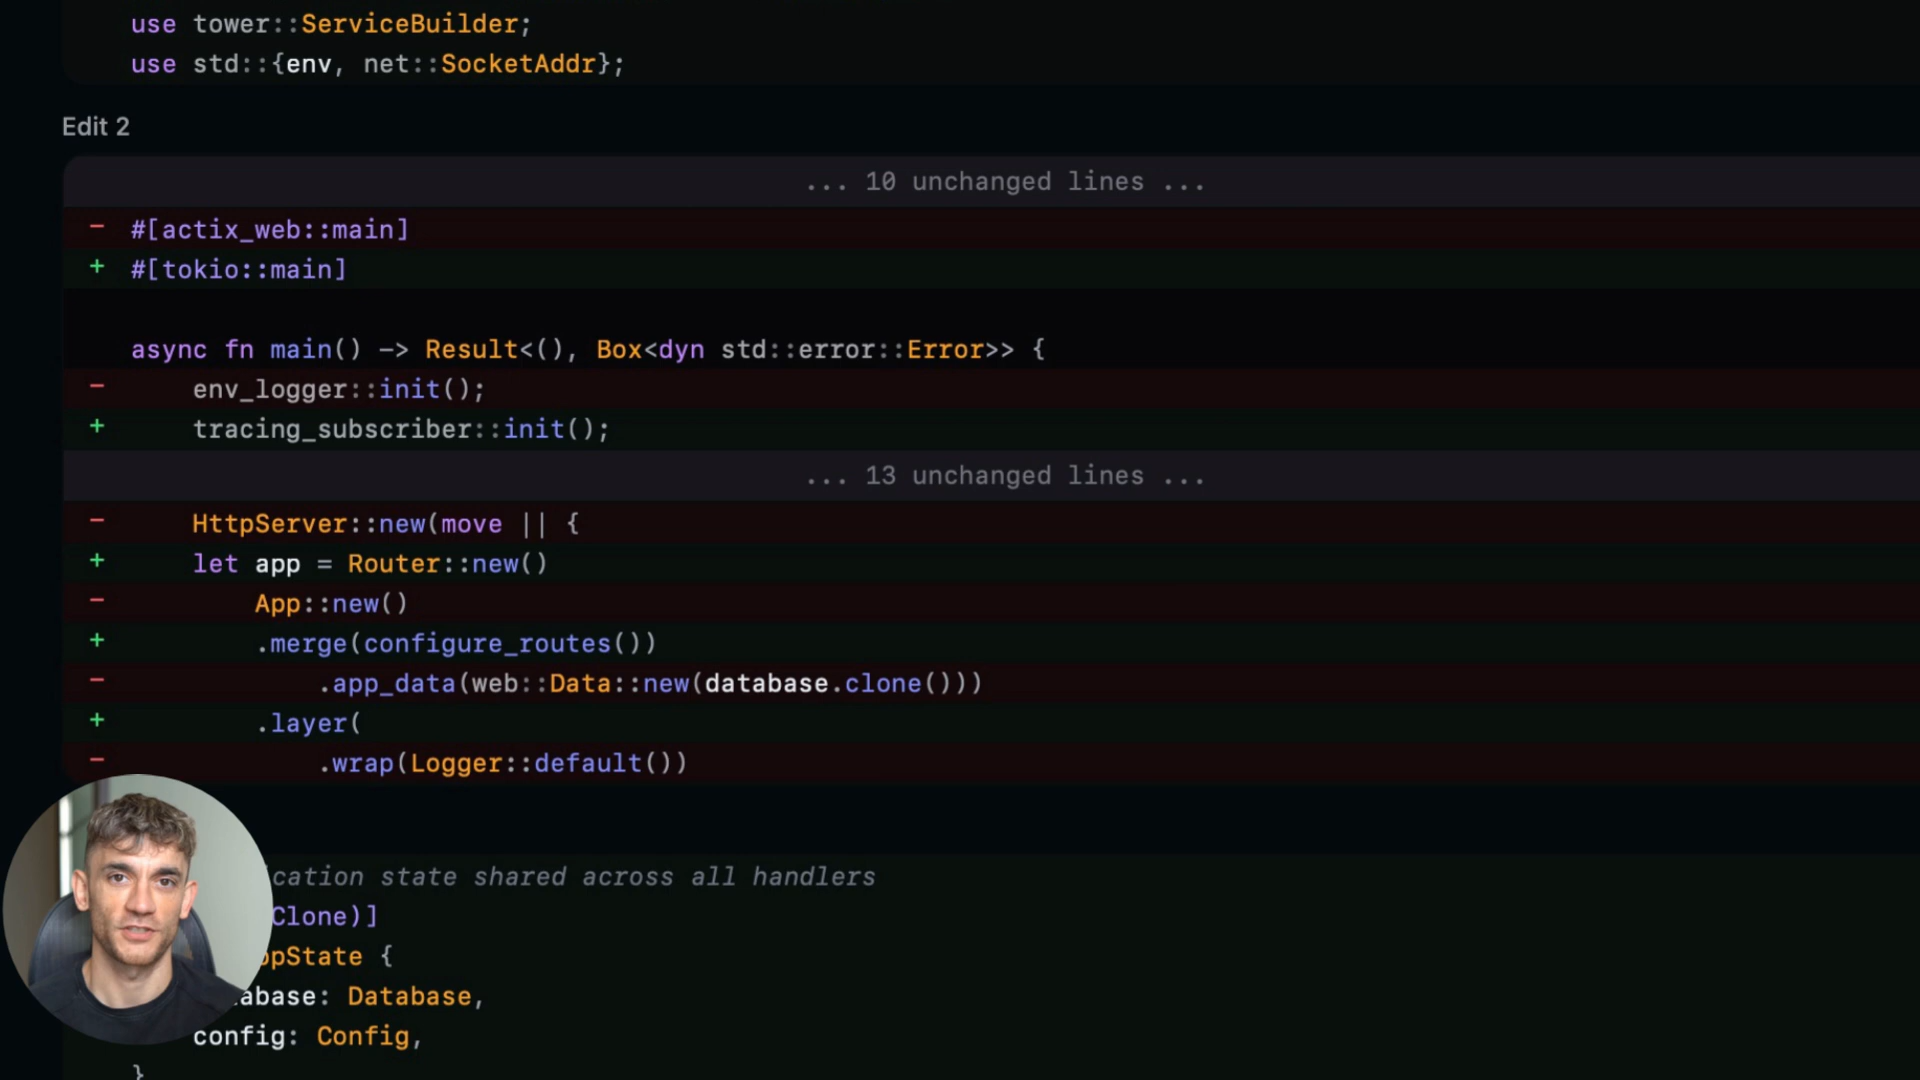 use tower::ServiceBuilder;
use std::{env, net::SocketAddr};
Edit 2
... 10 unchanged lines ...
- #[actix_web::main]
+ #[tokio::main]
async fn main() -> Result<(), Box<dyn std::error::Error>> {
- env_logger::init();
+ tracing_subscriber::init();
... 13 unchanged lines ...
- HttpServer::new(move || {
+ let app = Router::new()
- App::new()
+ .merge(configure_routes())
- .app_data(web::Data::new(database.clone()))
+ .layer(
- .wrap(Logger::default())
cation state shared across all handlers
Clone)]
pState {
abase: Database,
config: Config,
}